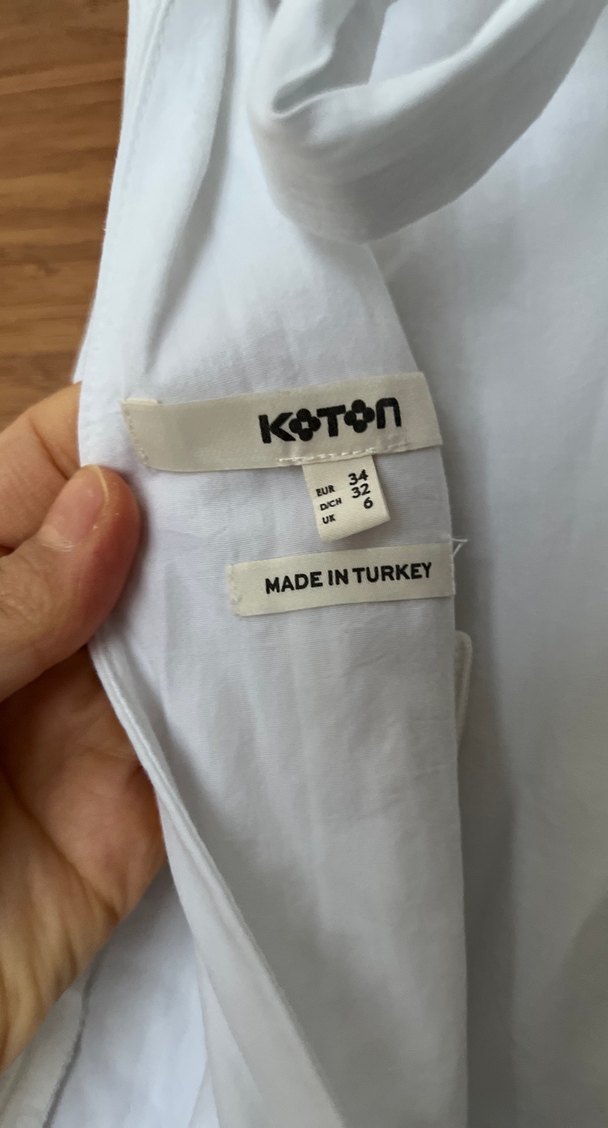 KOTON
EUR 34
D/CH 32
UK 6
MADE IN TURKEY